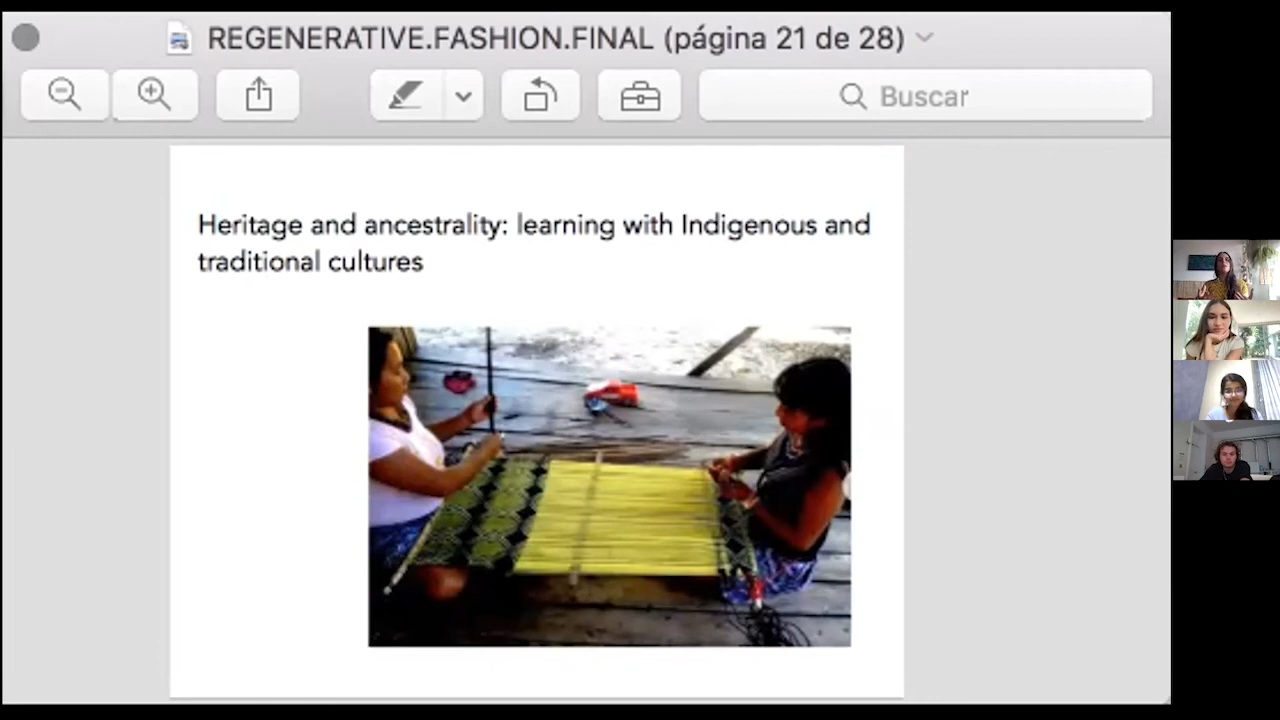 REGENERATIVE.FASHION.FINAL (página 21 de 28)
Buscar
Heritage and ancestrality: learning with Indigenous and
traditional cultures